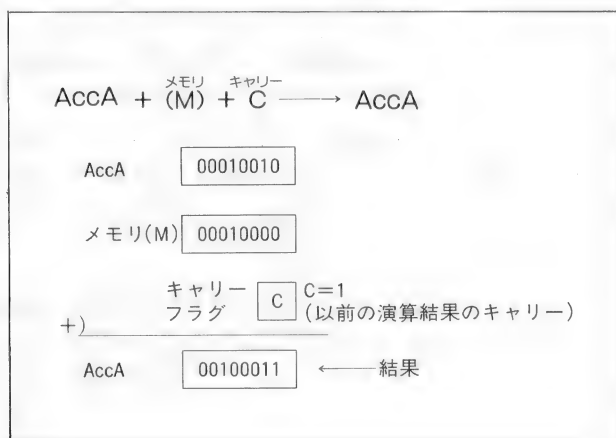 メモリ キャリー
AccA + (M) + C ⟶ AccA
AccA 00010010
メモリ(M) 00010000
キャリー C=1
フラグ C (以前の演算結果のキャリー)
+)
AccA 00100011 ⟵ 結果